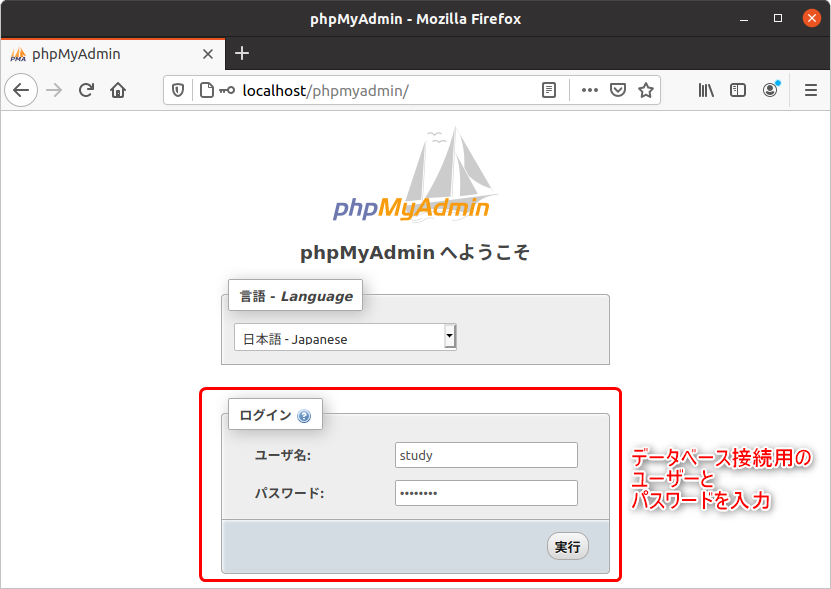 phpMyAdmin - Mozilla Firefox
PMA phpMyAdmin
localhost/phpmyadmin/
phpMyAdmin
phpMyAdmin へようこそ
言語 - Language
日本語 - Japanese
ログイン
ユーザ名: study
パスワード: ••••••••
実行
データベース接続用の
ユーザーと
パスワードを入力